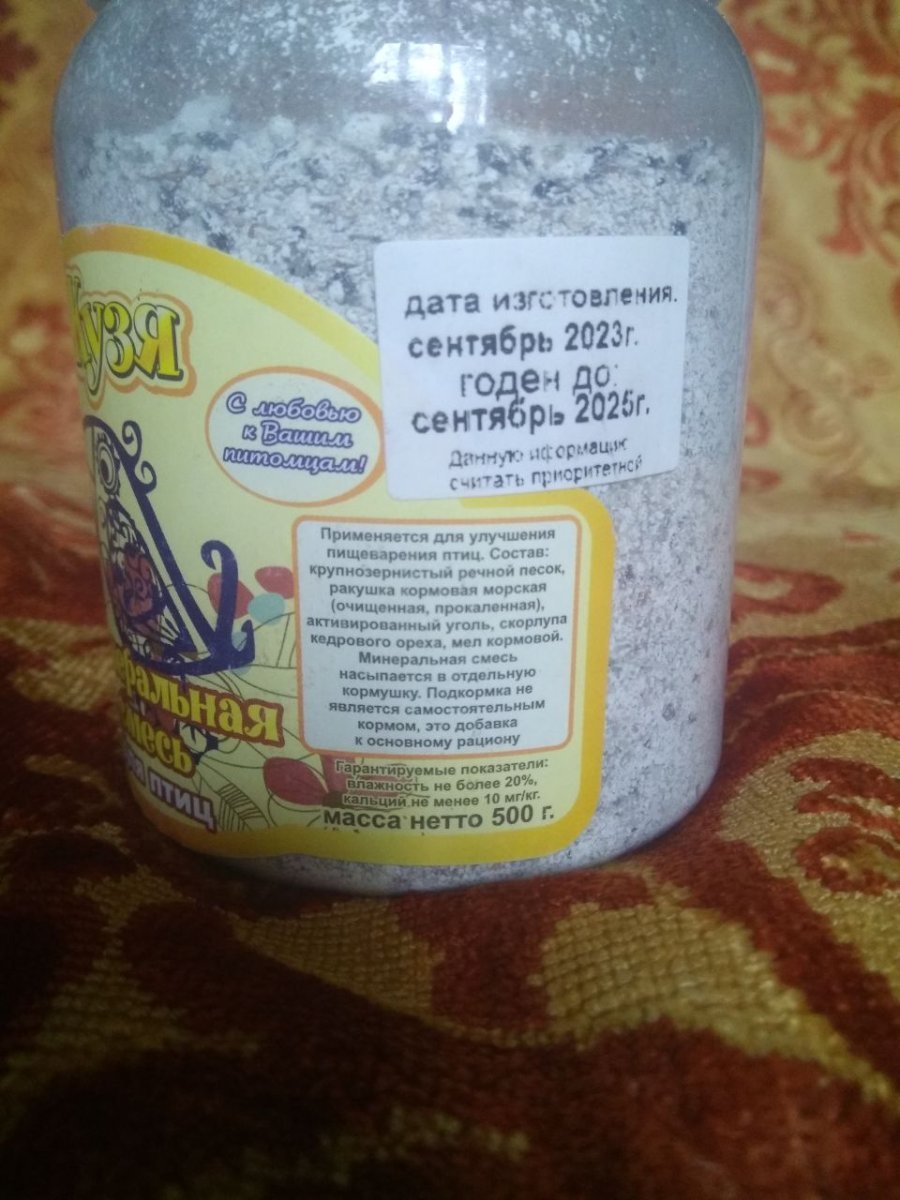 Кузя
С любовью
к Вашим
питомцам!
дата изготовления.
сентябрь 2023г.
годен до:
сентябрь 2025г.
Данную иформацию
считать приоритетной
Применяется для улучшения
пищеварения птиц. Состав:
крупнозернистый речной песок,
ракушка кормовая морская
(очищенная, прокаленная),
активированный уголь, скорлупа
кедрового ореха, мел кормовой.
Минеральная смесь
насыпается в отдельную
кормушку. Подкормка не
является самостоятельным
кормом, это добавка
к основному рациону
ральная
месь
птиц
Гарантируемые показатели:
влажность не более 20%,
кальций не менее 10 мг/кг.
масса нетто 500 г.